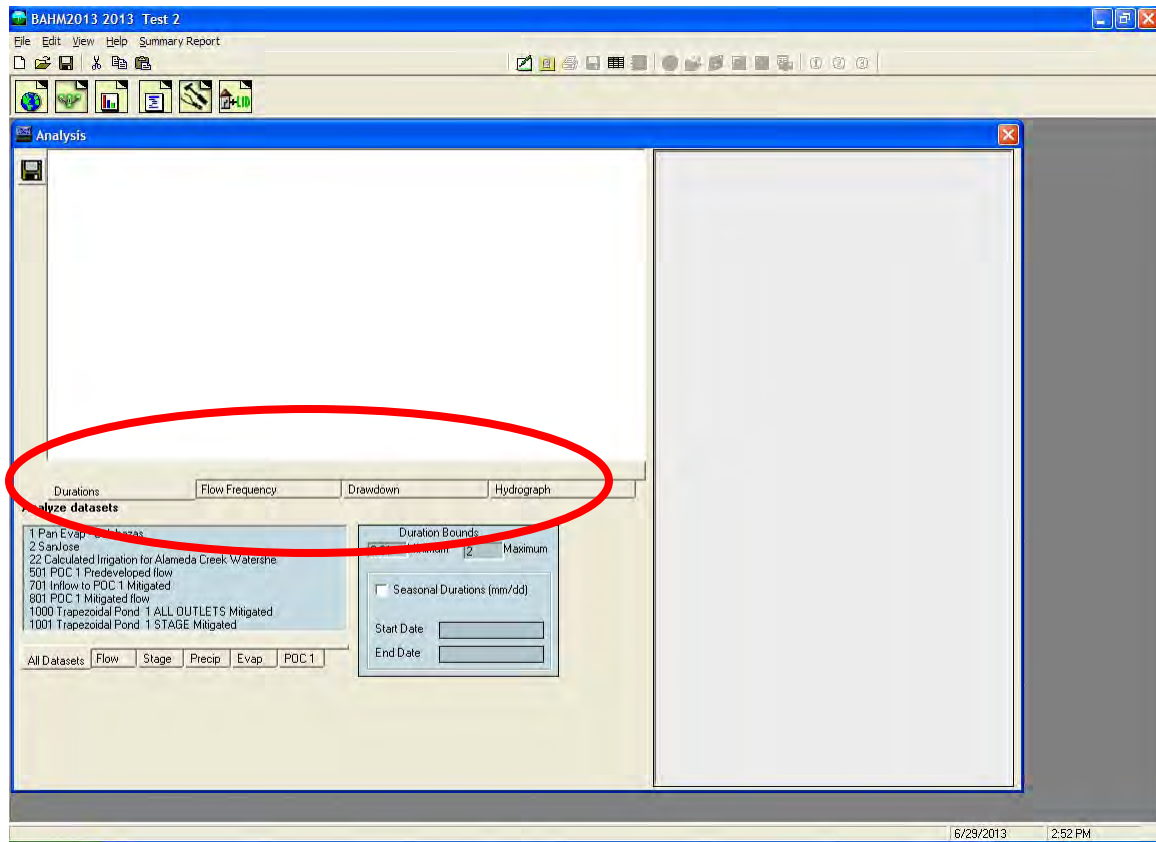 BAHM2013 2013 Test 2
File Edit View Help Summary Report
Analysis
Durations Flow Frequency Drawdown Hydrograph
Analyze datasets
1 Pan Evap
2 SanJose
22 Calculated Irrigation for Alameda Creek Watershe
501 POC 1 Predeveloped flow
701 Inflow to POC 1 Mitigated
801 POC 1 Mitigated flow
1000 Trapezoidal Pond 1 ALL OUTLETS Mitigated
1001 Trapezoidal Pond 1 STAGE Mitigated
All Datasets Flow Stage Precip Evap POC 1
Duration Bounds
Minimum 2 Maximum
Seasonal Durations (mm/dd)
Start Date
End Date
6/29/2013 2:52 PM